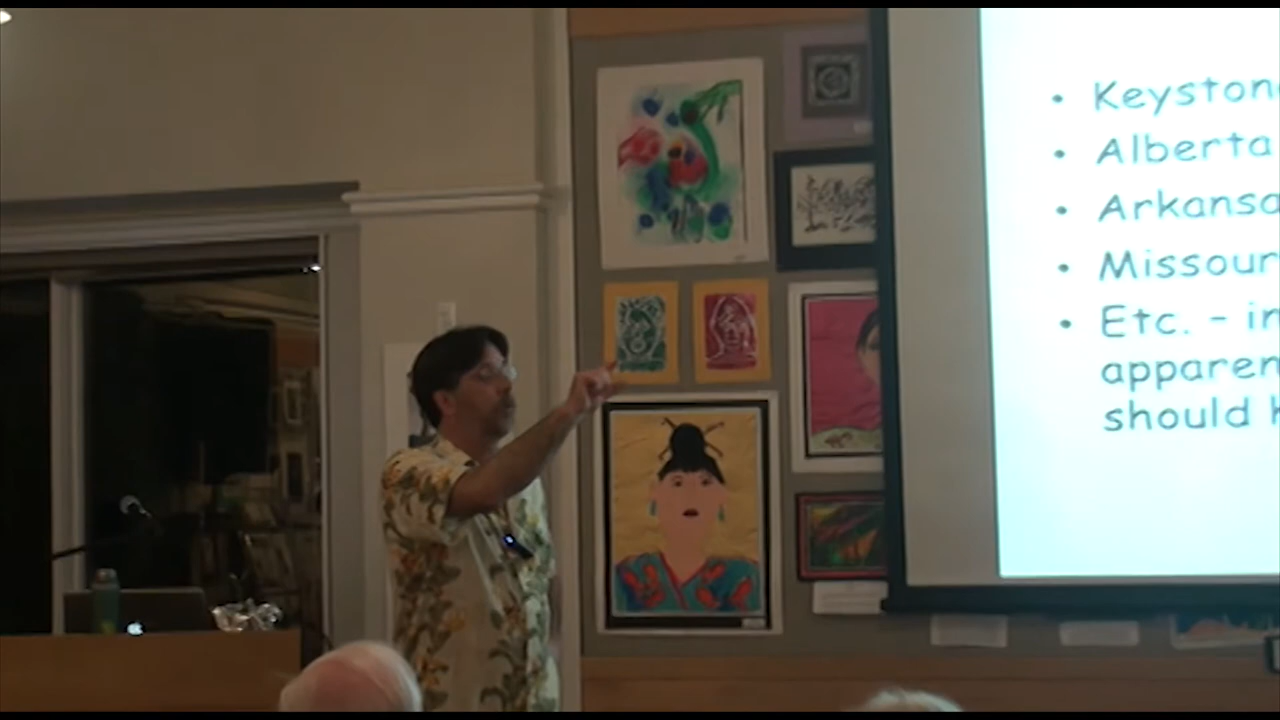 • Keyston
• Alberta
• Arkansa
• Missour
• Etc. - in
apparen
should h